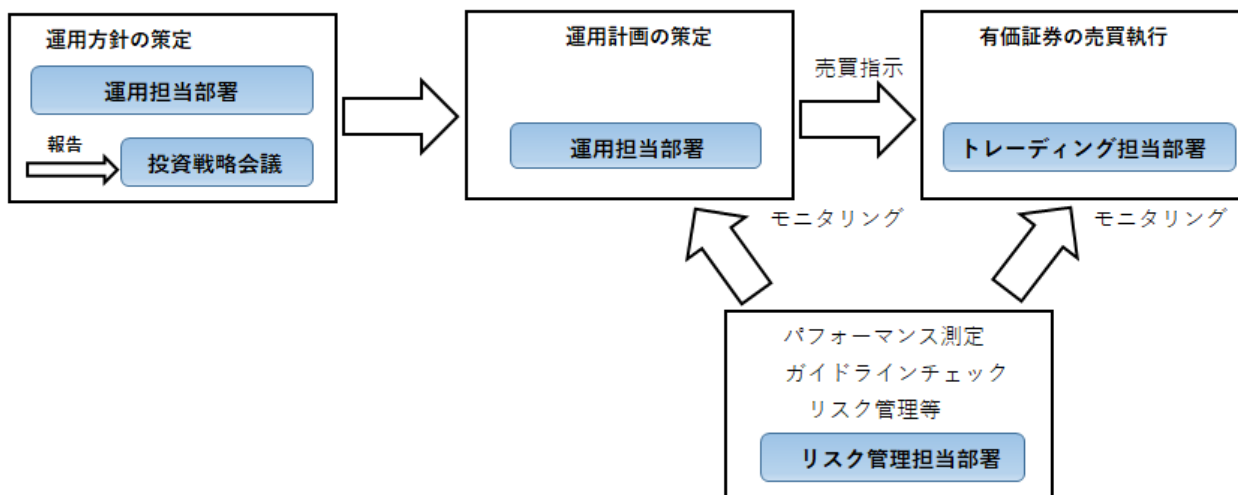 運用方針の策定
運用担当部署
報告
投資戦略会議
運用計画の策定
運用担当部署
売買指示
有価証券の売買執行
トレーディング担当部署
モニタリング
モニタリング
パフォーマンス測定
ガイドラインチェック
リスク管理等
リスク管理担当部署